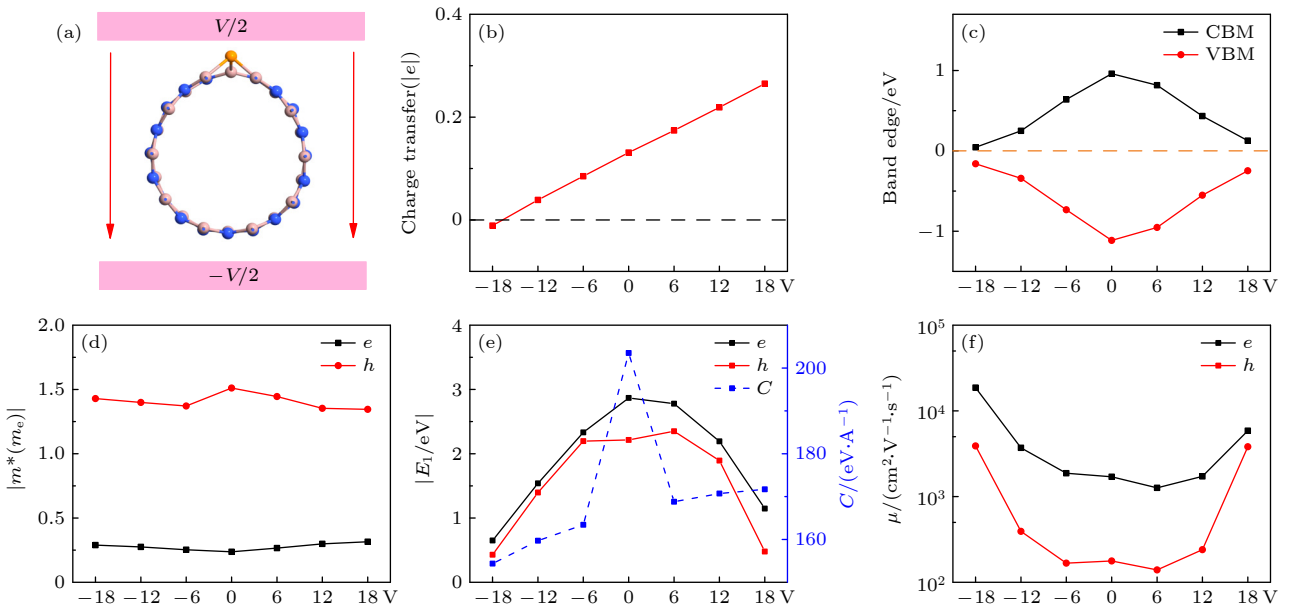 (a)
V/2
−V/2
(b)
Charge transfer(|e|)
0.4
0.2
0
−18 −12 −6 0 6 12 18 V
(c)
CBM
VBM
Band edge/eV
1
0
−1
−18 −12 −6 0 6 12 18 V
(d)
e
h
|m*(mₑ)|
2.0
1.5
1.0
0.5
0
−18 −12 −6 0 6 12 18 V
(e)
e
h
C
|E₁/eV|
4
3
2
1
0
C/(eV·A⁻¹)
200
180
160
−18 −12 −6 0 6 12 18 V
(f)
e
h
μ/(cm²·V⁻¹·s⁻¹)
10⁵
10⁴
10³
10²
−18 −12 −6 0 6 12 18 V